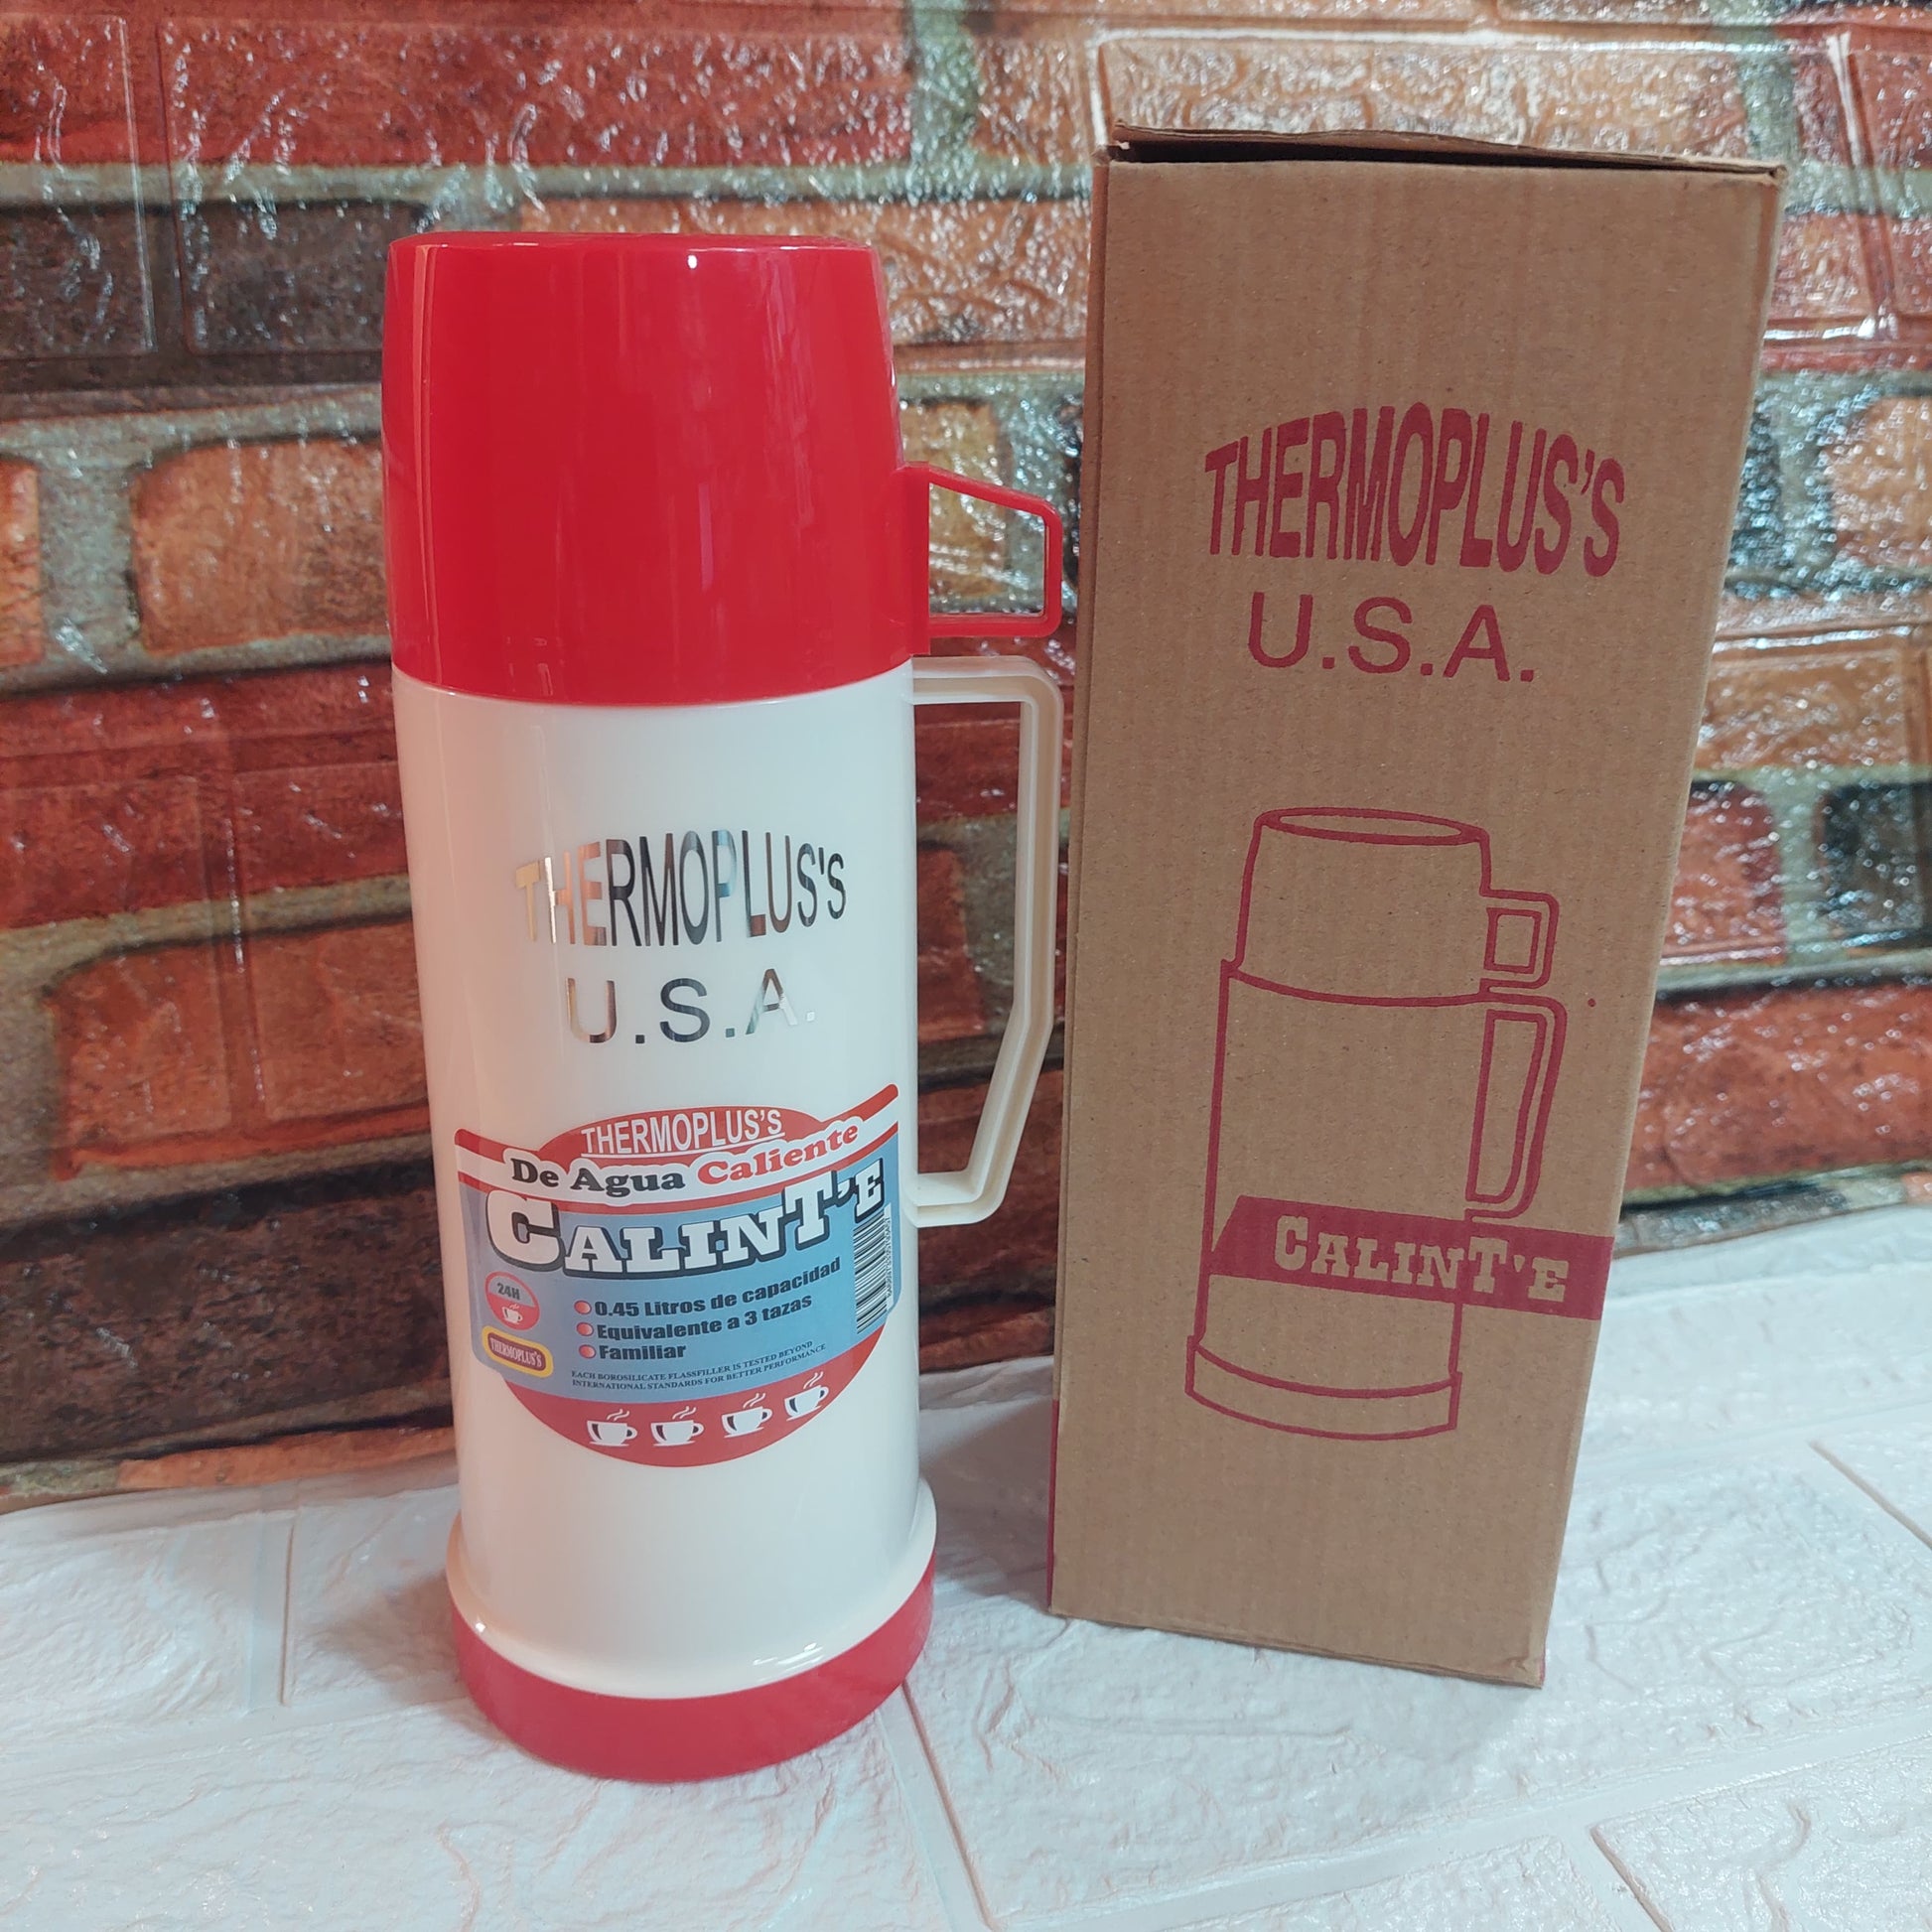 THERMOPLUS'S
U.S.A.
THERMOPLUS'S
De Agua Caliente
CALINT'E
24H
0.45 Litros de capacidad
Equivalente a 3 tazas
Familiar
THERMOPLUS'S
EACH BOROSILICATE FLASSFILLER IS TESTED BEYOND
INTERNATIONAL STANDARDS FOR BETTER PERFORMANCE
THERMOPLUS'S
U.S.A.
CALINT'E